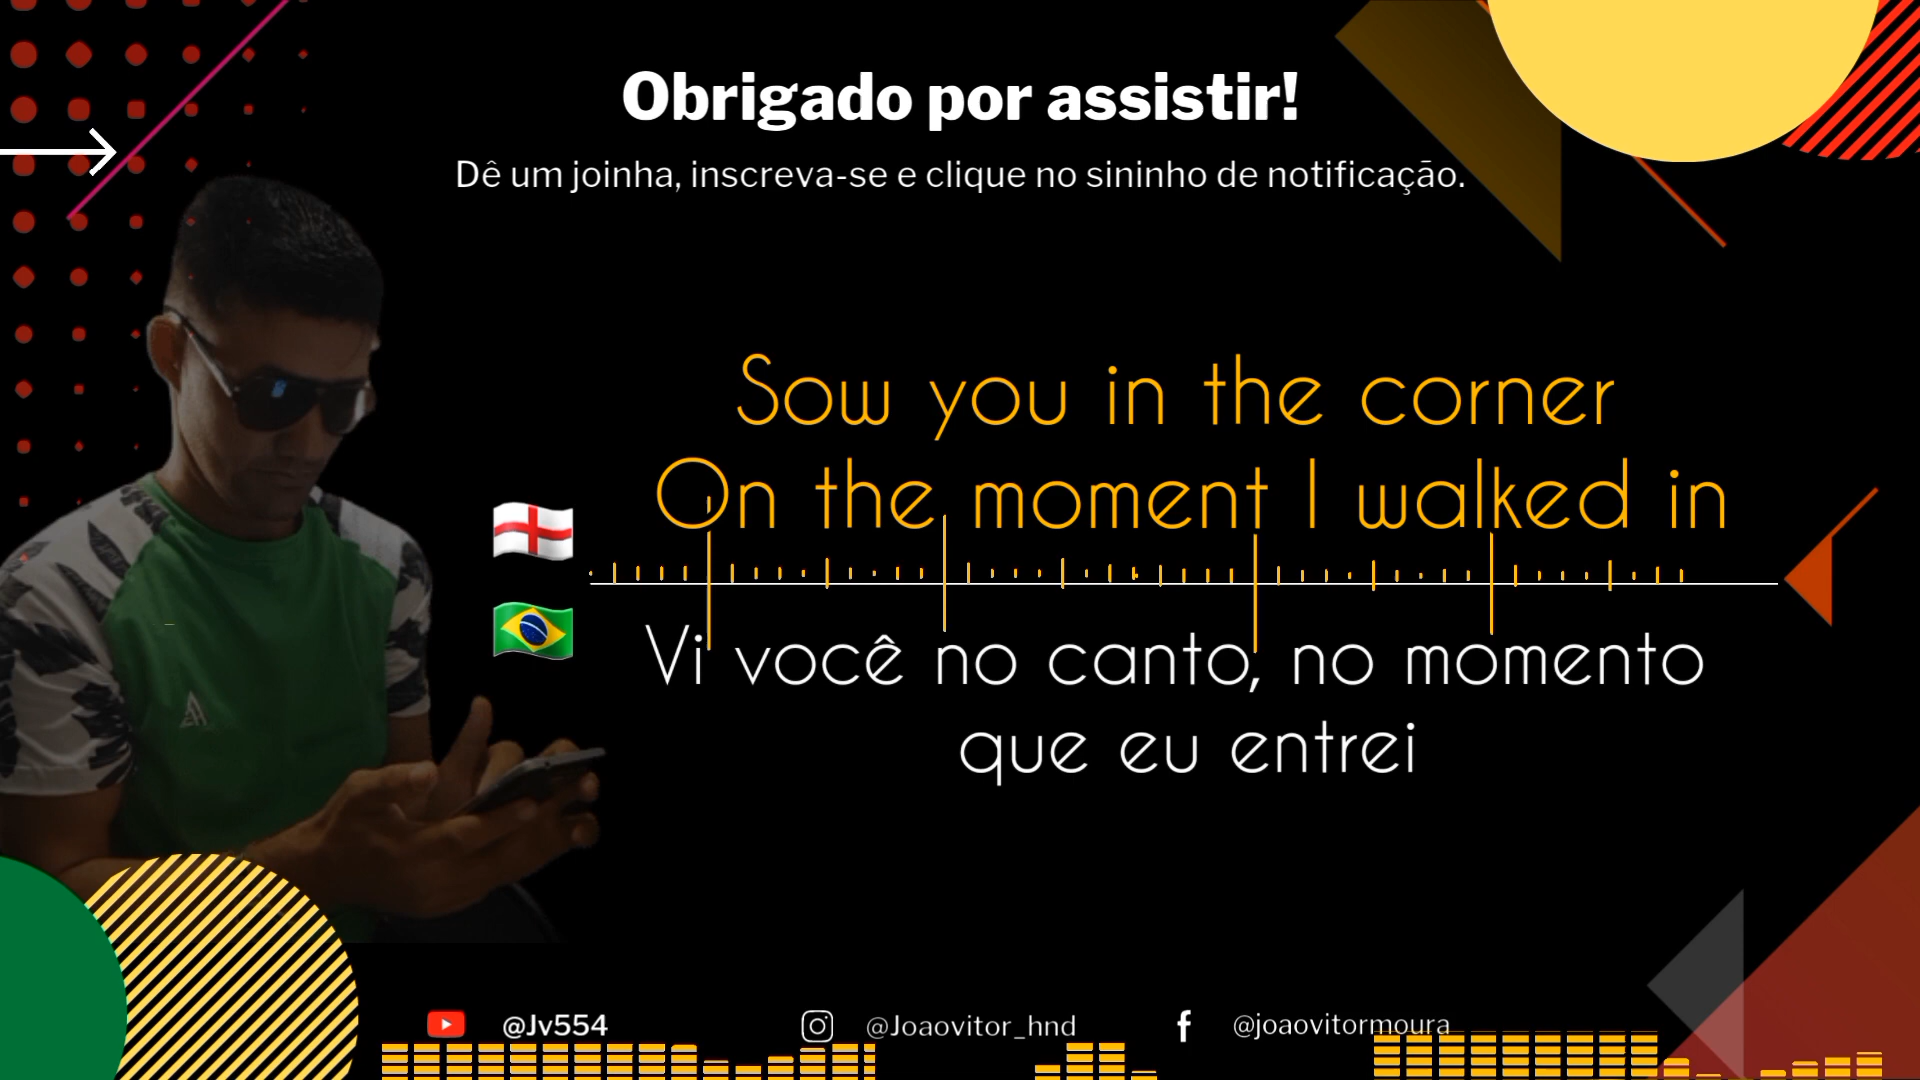 Obrigado por assistir!
Dê um joinha, inscreva-se e clique no sininho de notificação.
Sow you in the corner
On the moment I walked in
Vi você no canto, no momento
que eu entrei
@Jv554
@Joaovitor_hnd
@joaovitormoura